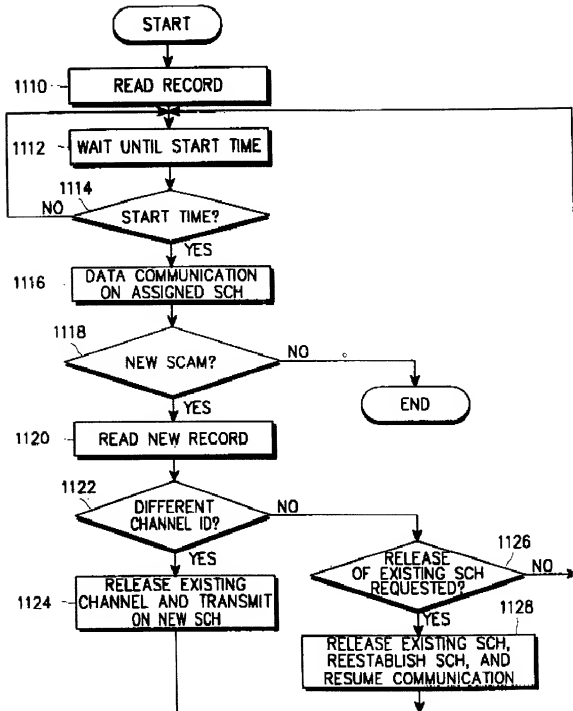 START
1110
READ RECORD
1112
WAIT UNTIL START TIME
1114
NO
START TIME?
YES
1116
DATA COMMUNICATION
ON ASSIGNED SCH
1118
NEW SCAM?
NO
YES
END
1120
READ NEW RECORD
1122
DIFFERENT
CHANNEL ID?
NO
YES
1126
RELEASE
OF EXISTING SCH
REQUESTED?
NO
YES
1124
RELEASE EXISTING
CHANNEL AND TRANSMIT
ON NEW SCH
1128
RELEASE EXISTING SCH,
REESTABLISH SCH, AND
RESUME COMMUNICATION